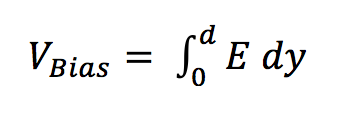 V_{Bias} = ∫_0^d E dy